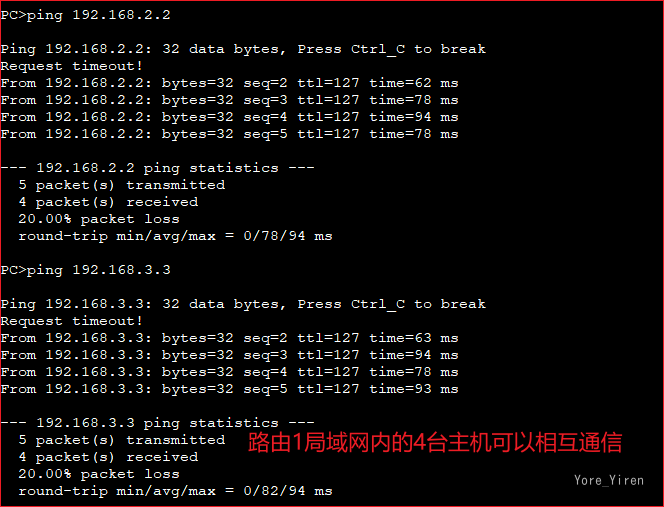 PC>ping 192.168.2.2
Ping 192.168.2.2: 32 data bytes, Press Ctrl_C to break
Request timeout!
From 192.168.2.2: bytes=32 seq=2 ttl=127 time=62 ms
From 192.168.2.2: bytes=32 seq=3 ttl=127 time=78 ms
From 192.168.2.2: bytes=32 seq=4 ttl=127 time=94 ms
From 192.168.2.2: bytes=32 seq=5 ttl=127 time=78 ms
--- 192.168.2.2 ping statistics ---
5 packet(s) transmitted
4 packet(s) received
20.00% packet loss
round-trip min/avg/max = 0/78/94 ms
PC>ping 192.168.3.3
Ping 192.168.3.3: 32 data bytes, Press Ctrl_C to break
Request timeout!
From 192.168.3.3: bytes=32 seq=2 ttl=127 time=63 ms
From 192.168.3.3: bytes=32 seq=3 ttl=127 time=94 ms
From 192.168.3.3: bytes=32 seq=4 ttl=127 time=78 ms
From 192.168.3.3: bytes=32 seq=5 ttl=127 time=93 ms
--- 192.168.3.3 ping statistics ---
5 packet(s) transmitted
路由1局域网内的4台主机可以相互通信
4 packet(s) received
20.00% packet loss
Yore_Yiren
round-trip min/avg/max = 0/82/94 ms